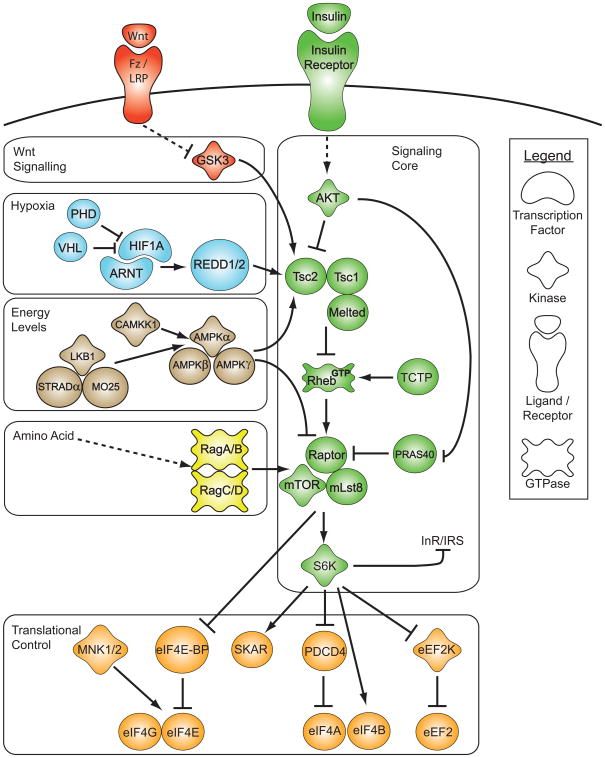 Wnt
Fz /
LRP
Insulin
Insulin
Receptor
Wnt
Signalling
GSK3
Signaling
Core
AKT
Hypoxia
PHD
VHL
HIF1A
ARNT
REDD1/2
Tsc2
Tsc1
Melted
Energy
Levels
CAMKK1
LKB1
STRADα
MO25
AMPKα
AMPKβ
AMPKγ
Rheb GTP
TCTP
Amino Acid
RagA/B
RagC/D
Raptor
mTOR
mLst8
PRAS40
S6K
InR/IRS
Translational
Control
MNK1/2
eIF4E-BP
SKAR
PDCD4
eEF2K
eIF4G
eIF4E
eIF4A
eIF4B
eEF2
Legend
Transcription
Factor
Kinase
Ligand /
Receptor
GTPase